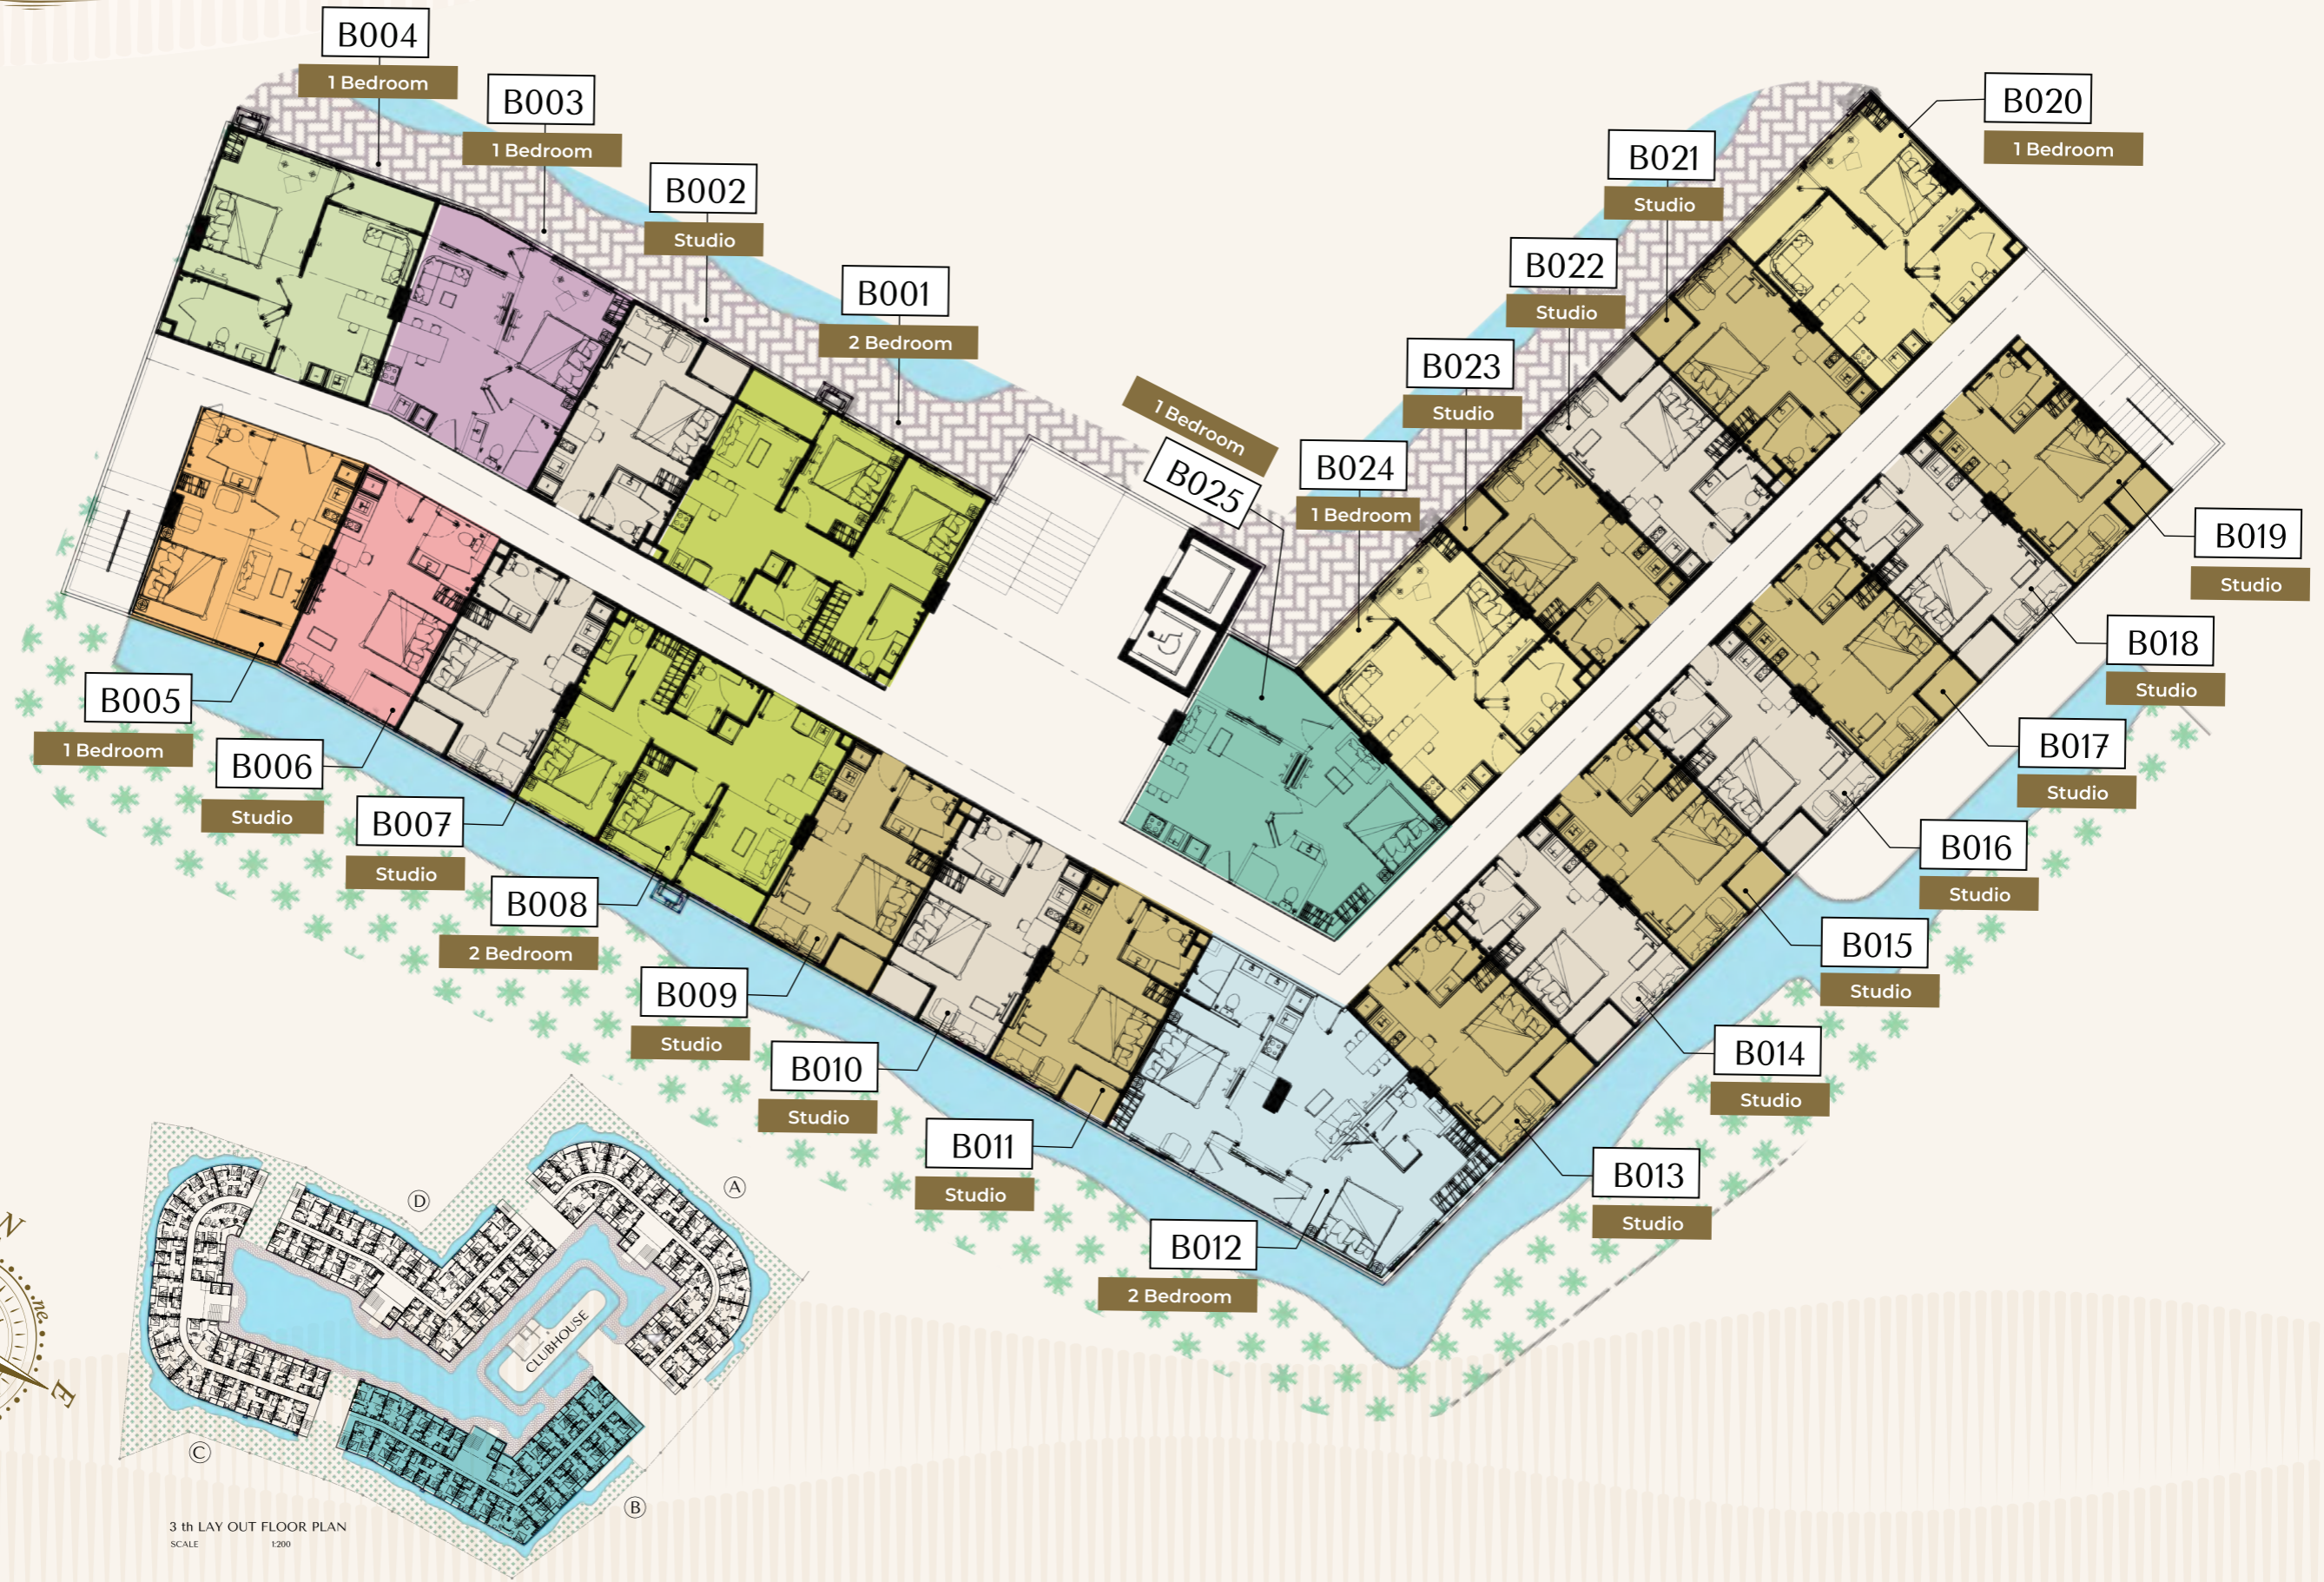 B004
1 Bedroom
B003
1 Bedroom
B002
Studio
B001
2 Bedroom
1 Bedroom
B025
B024
1 Bedroom
B023
Studio
B022
Studio
B021
Studio
B020
1 Bedroom
B019
Studio
B018
Studio
B017
Studio
B016
Studio
B015
Studio
B014
Studio
B013
Studio
B012
2 Bedroom
B011
Studio
B010
Studio
B009
Studio
B008
2 Bedroom
B007
Studio
B006
Studio
B005
1 Bedroom
N
ne
E
D
A
CLUBHOUSE
C
B
3 th LAY OUT FLOOR PLAN
SCALE 1:200